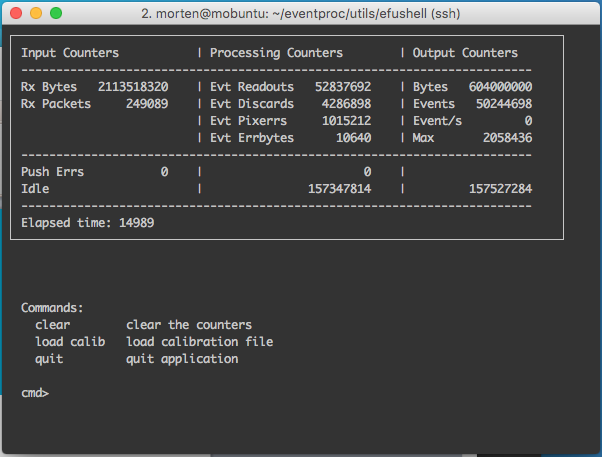 2. morten@mobuntu: ~/eventproc/utils/efushell (ssh)
Input Counters | Processing Counters | Output Counters
-------------------------------------------------------------------------
Rx Bytes 2113518320 | Evt Readouts 52837692 | Bytes 604000000
Rx Packets 249089 | Evt Discards 4286898 | Events 50244698
| Evt Pixerrs 1015212 | Event/s 0
| Evt Errbytes 10640 | Max 2058436
-------------------------------------------------------------------------
Push Errs 0 | 0 |
Idle | 157347814 | 157527284
-------------------------------------------------------------------------
Elapsed time: 14989
Commands:
clear clear the counters
load calib load calibration file
quit quit application
cmd>